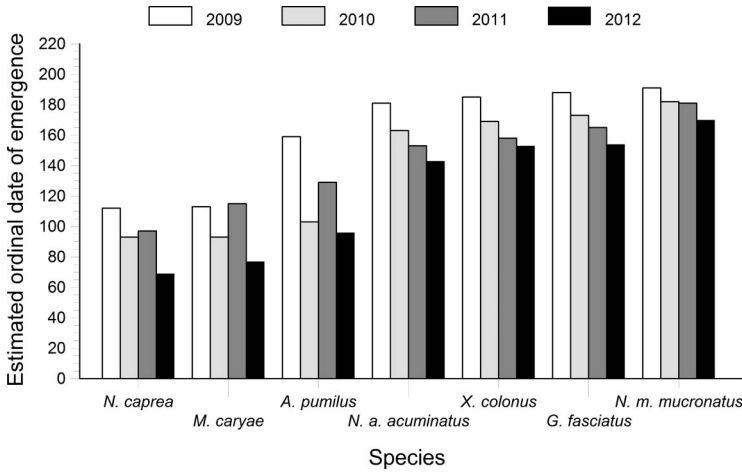 2009 2010 2011 2012
Estimated ordinal date of emergence
220
200
180
160
140
120
100
80
60
40
20
0
N. caprea A. pumilus X. colonus N. m. mucronatus
M. caryae N. a. acuminatus G. fasciatus
Species